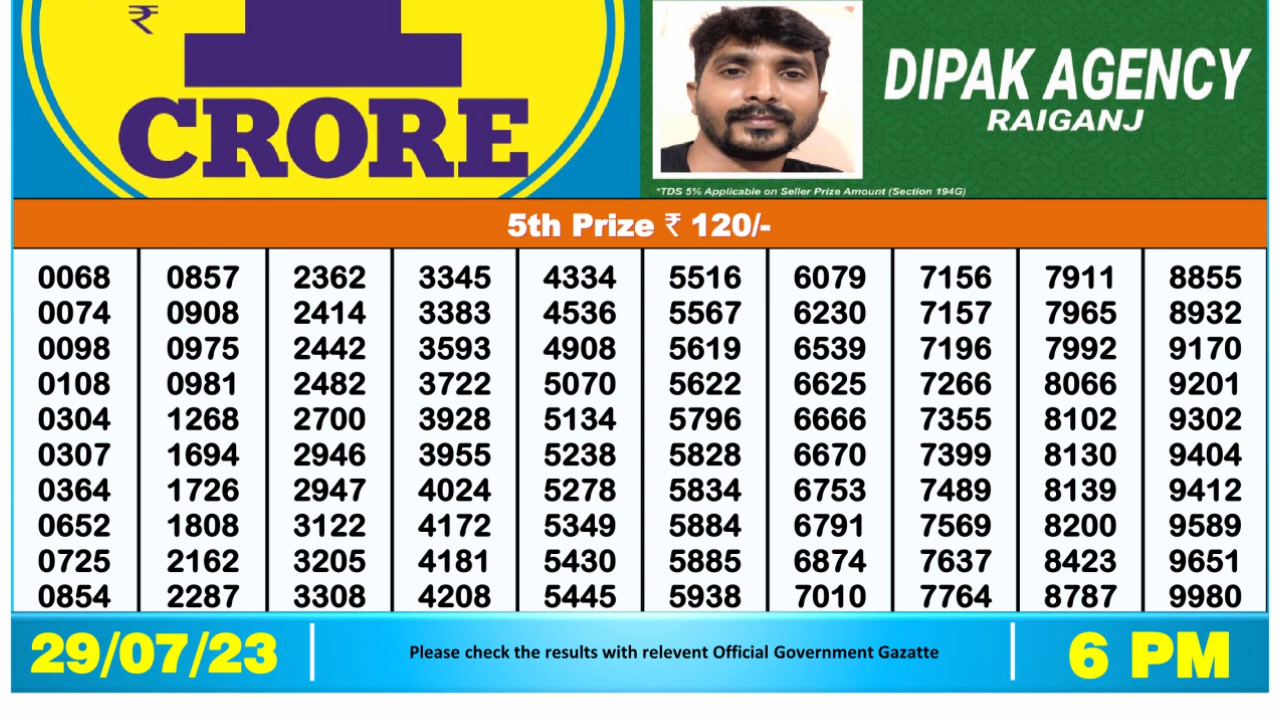 ₹
1
CRORE
DIPAK AGENCY
RAIGANJ
*TDS 5% Applicable on Seller Prize Amount (Section 194G)
5th Prize ₹ 120/-
0068 0857 2362 3345 4334 5516 6079 7156 7911 8855
0074 0908 2414 3383 4536 5567 6230 7157 7965 8932
0098 0975 2442 3593 4908 5619 6539 7196 7992 9170
0108 0981 2482 3722 5070 5622 6625 7266 8066 9201
0304 1268 2700 3928 5134 5796 6666 7355 8102 9302
0307 1694 2946 3955 5238 5828 6670 7399 8130 9404
0364 1726 2947 4024 5278 5834 6753 7489 8139 9412
0652 1808 3122 4172 5349 5884 6791 7569 8200 9589
0725 2162 3205 4181 5430 5885 6874 7637 8423 9651
0854 2287 3308 4208 5445 5938 7010 7764 8787 9980
29/07/23
Please check the results with relevent Official Government Gazatte
6 PM